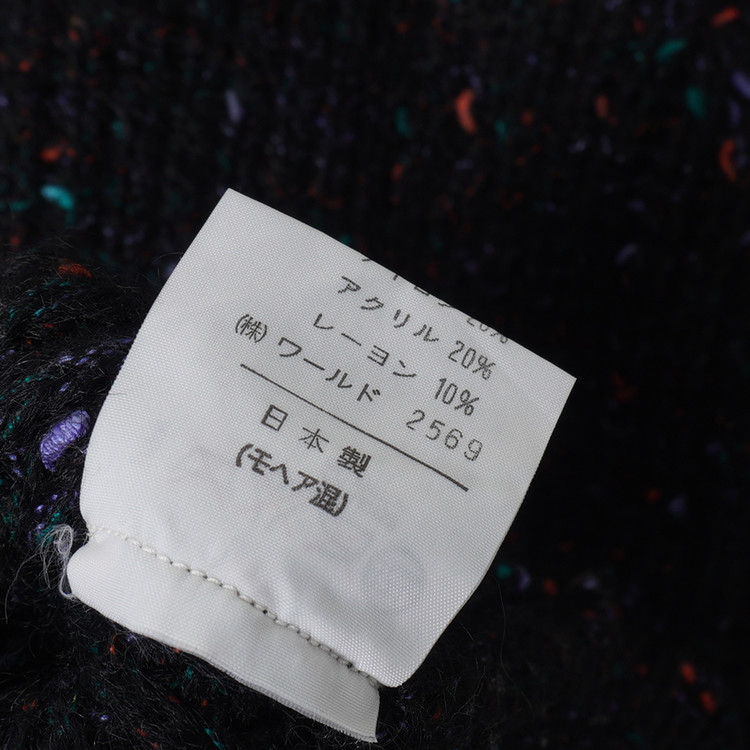 アクリル 20%
レーヨン 10%
(株) ワールド 2569
日本製
(モヘア混)